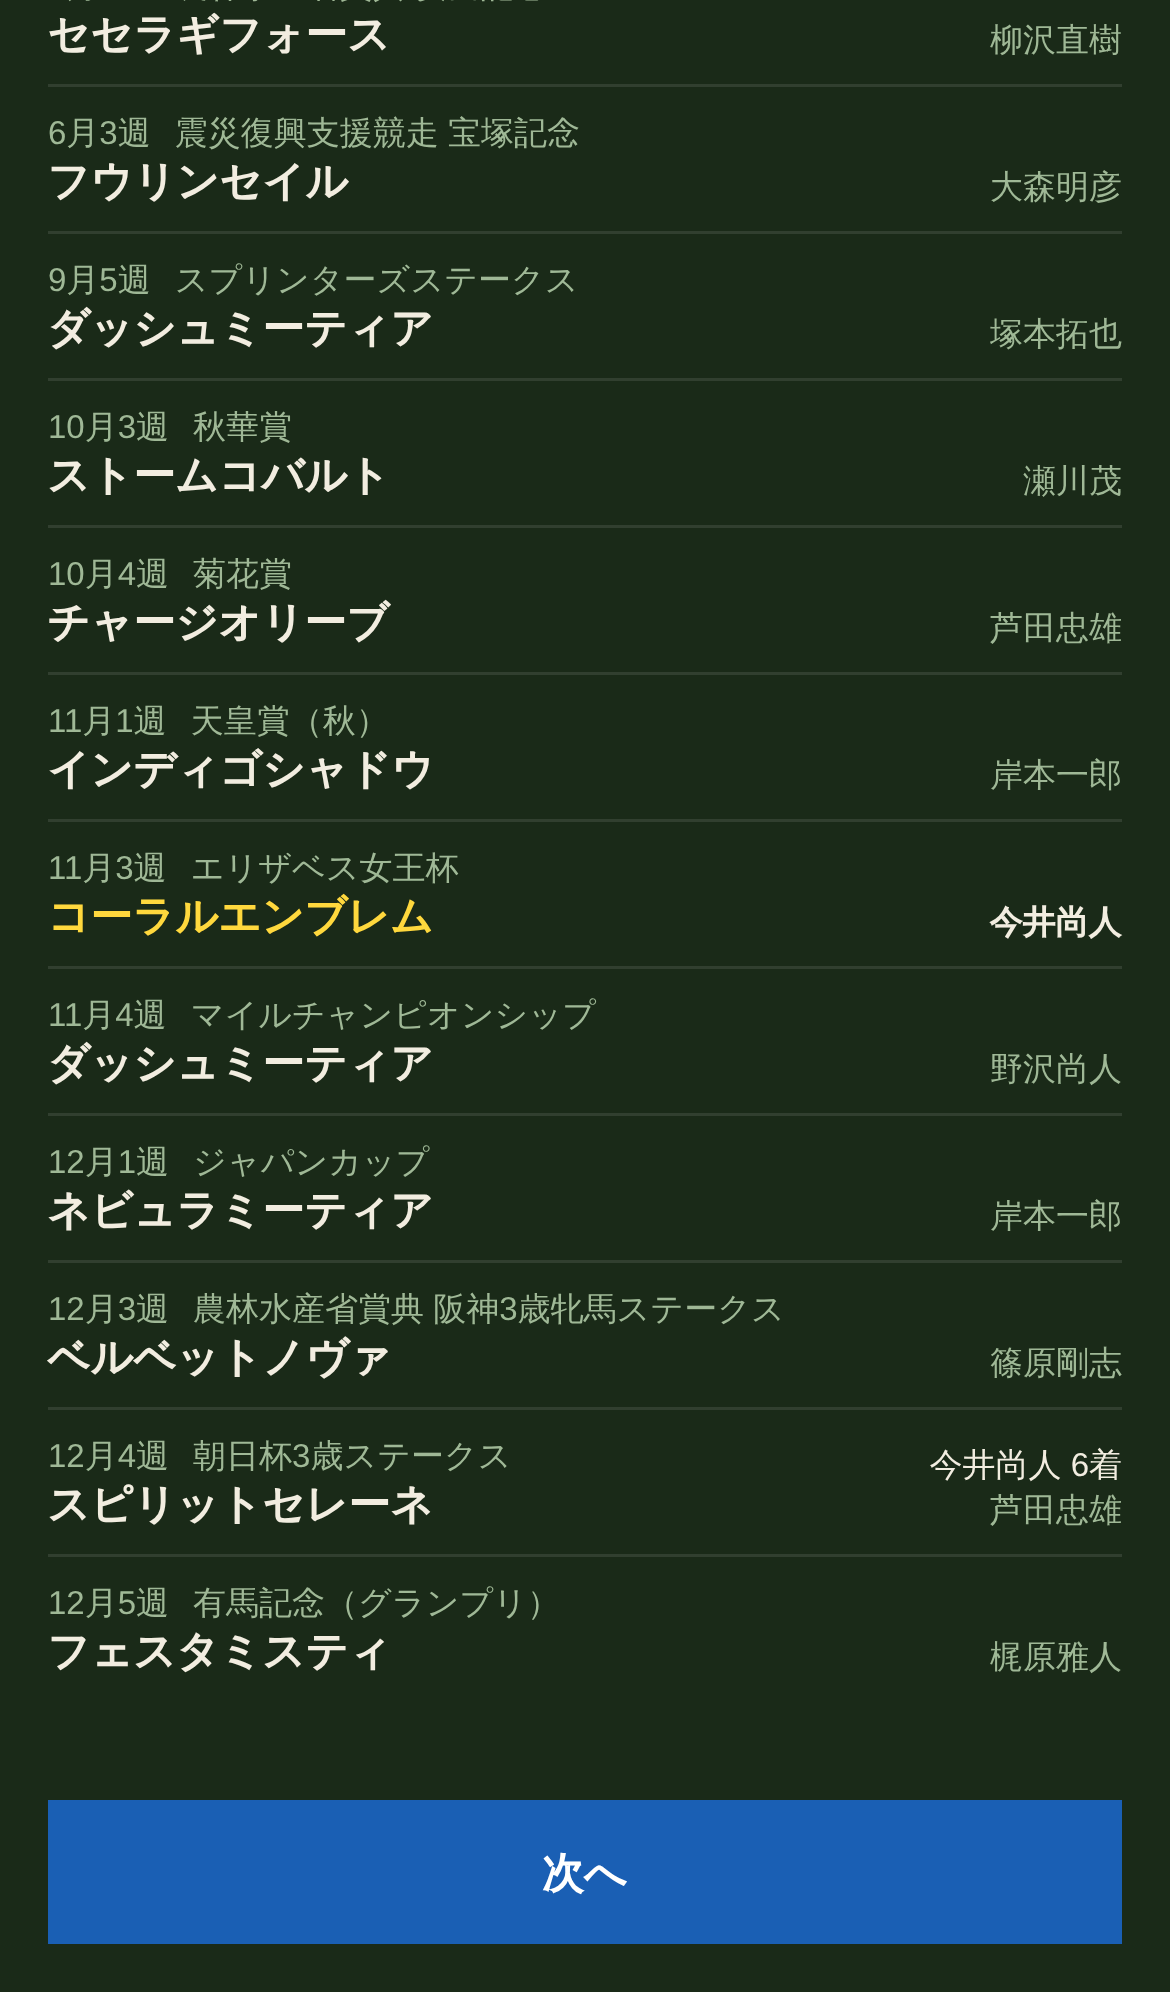 セセラギフォース 柳沢直樹
6月3週 震災復興支援競走 宝塚記念
フウリンセイル 大森明彦
9月5週 スプリンターズステークス
ダッシュミーティア 塚本拓也
10月3週 秋華賞
ストームコバルト 瀬川茂
10月4週 菊花賞
チャージオリーブ 芦田忠雄
11月1週 天皇賞（秋）
インディゴシャドウ 岸本一郎
11月3週 エリザベス女王杯
コーラルエンブレム 今井尚人
11月4週 マイルチャンピオンシップ
ダッシュミーティア 野沢尚人
12月1週 ジャパンカップ
ネビュラミーティア 岸本一郎
12月3週 農林水産省賞典 阪神3歳牝馬ステークス
ベルベットノヴァ 篠原剛志
12月4週 朝日杯3歳ステークス 今井尚人 6着
スピリットセレーネ 芦田忠雄
12月5週 有馬記念（グランプリ）
フェスタミスティ 梶原雅人
次へ